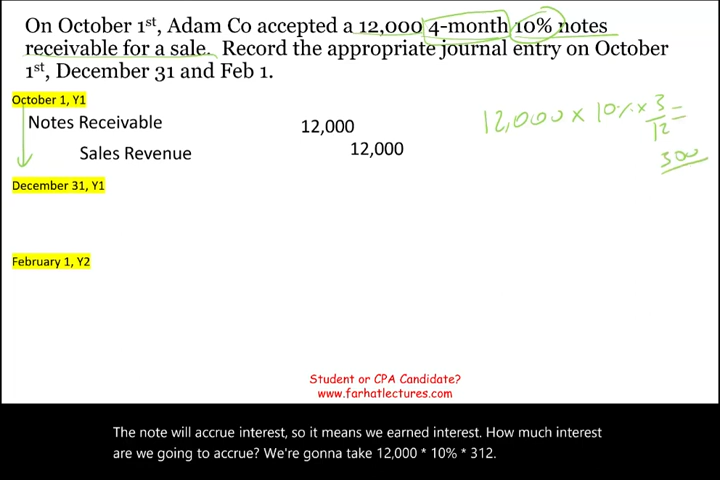 On October 1st, Adam Co accepted a 12,000 4-month 10% notes
receivable for a sale. Record the appropriate journal entry on October
1st, December 31 and Feb 1.
October 1, Y1
Notes Receivable 12,000
Sales Revenue 12,000
12,000 x 10% x 3/12 =
300
December 31, Y1
February 1, Y2
Student or CPA Candidate?
www.farhatlectures.com
The note will accrue interest, so it means we earned interest. How much interest
are we going to accrue? We're gonna take 12,000 * 10% * 312.